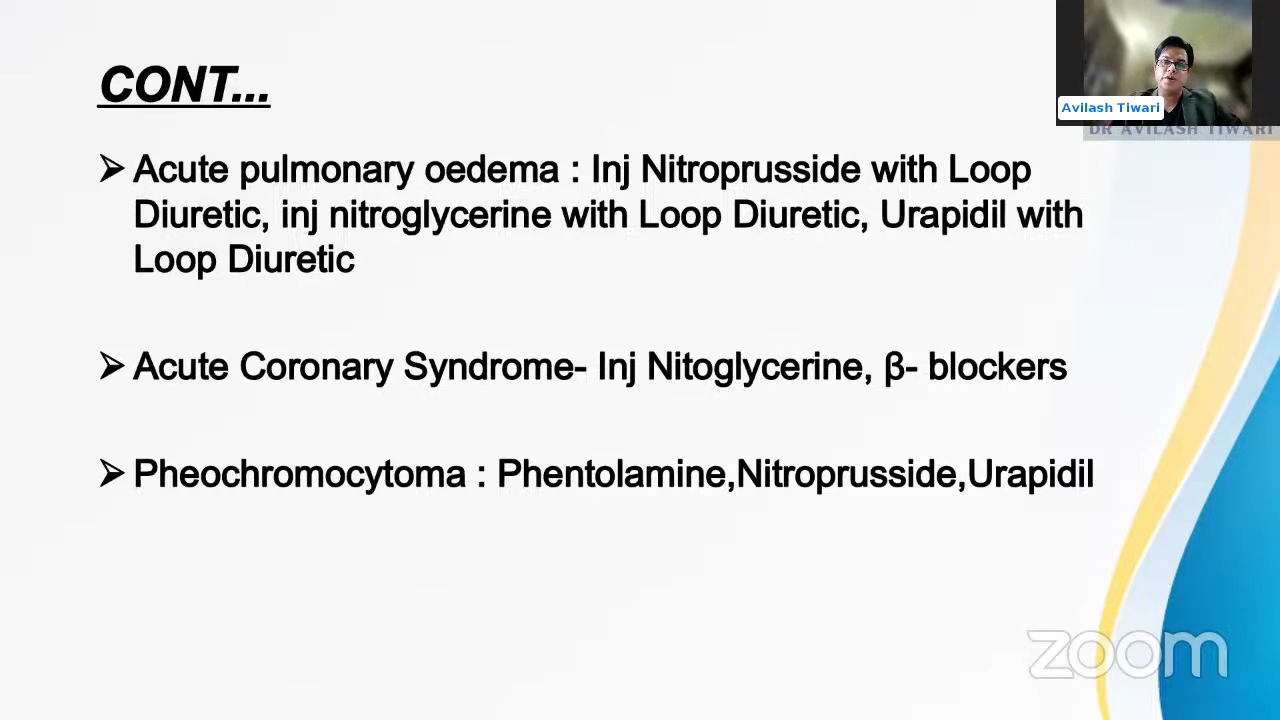 CONT...
Avilash Tiwari
DR AVILASH TIWARI
➢ Acute pulmonary oedema : Inj Nitroprusside with Loop
Diuretic, inj nitroglycerine with Loop Diuretic, Urapidil with
Loop Diuretic
➢ Acute Coronary Syndrome- Inj Nitoglycerine, β- blockers
➢ Pheochromocytoma : Phentolamine,Nitroprusside,Urapidil
zoom